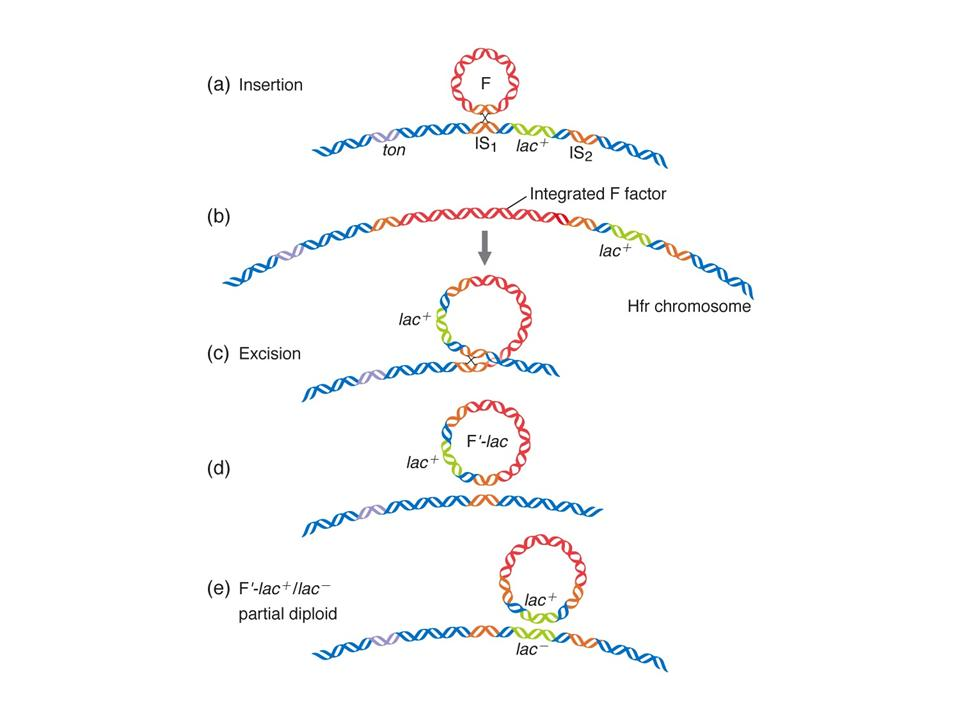 (a) Insertion
F
ton
IS₁
lac⁺
IS₂
Integrated F factor
(b)
lac⁺
Hfr chromosome
lac⁺
(c) Excision
F'-lac
lac⁺
(d)
(e) F'-lac⁺/lac⁻
partial diploid
lac⁺
lac⁻